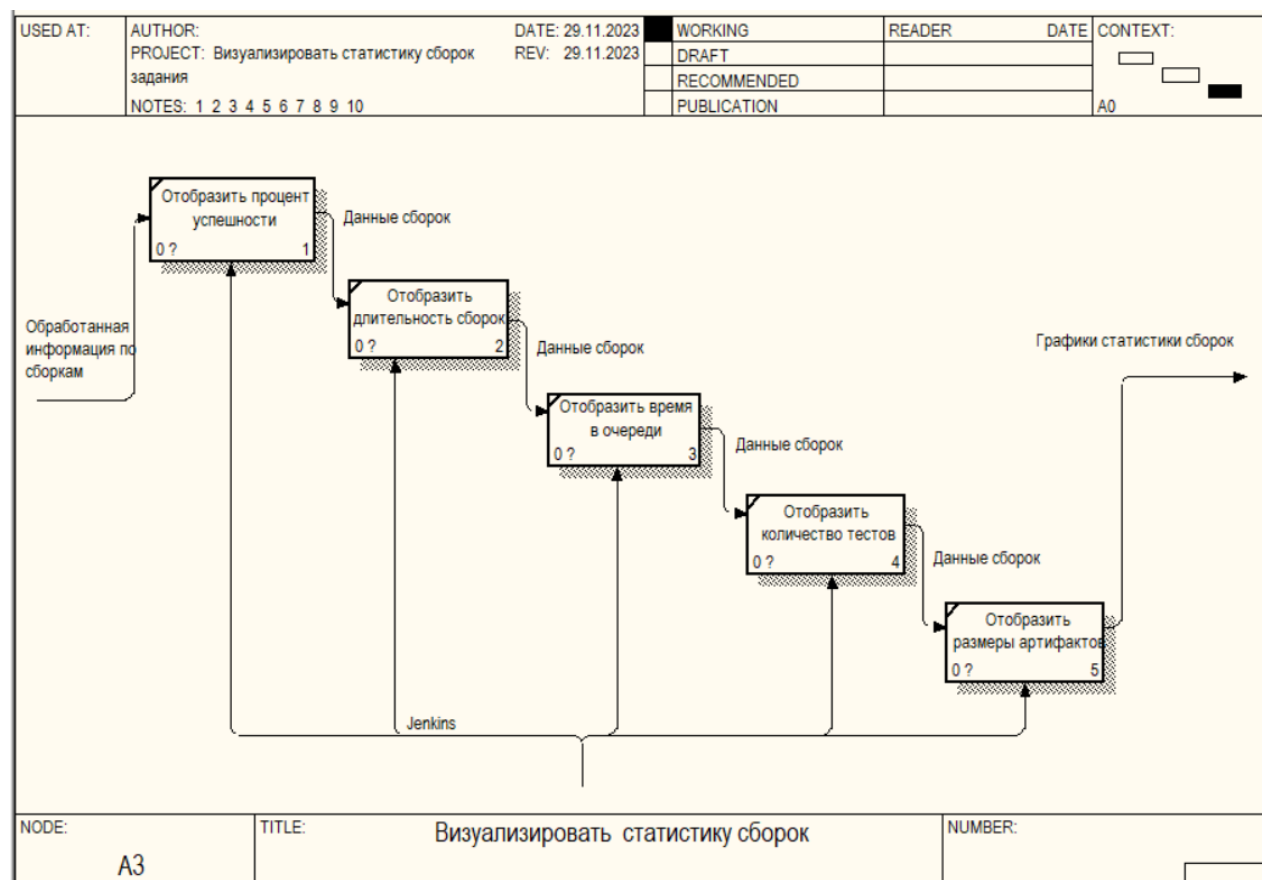 USED AT:
AUTHOR:
DATE: 29.11.2023
PROJECT: Визуализировать статистику сборок
задания
REV: 29.11.2023
NOTES: 1 2 3 4 5 6 7 8 9 10
WORKING
DRAFT
RECOMMENDED
PUBLICATION
READER
DATE
CONTEXT:
A0
Отобразить процент
успешности
0 ?
1
Данные сборок
Отобразить
длительность сборок
0 ?
2
Обработанная
информация по
сборкам
Данные сборок
Графики статистики сборок
Отобразить время
в очереди
0 ?
3
Данные сборок
Отобразить
количество тестов
0 ?
4
Данные сборок
Отобразить
размеры артифактов
0 ?
5
Jenkins
NODE:
A3
TITLE:
Визуализировать статистику сборок
NUMBER: